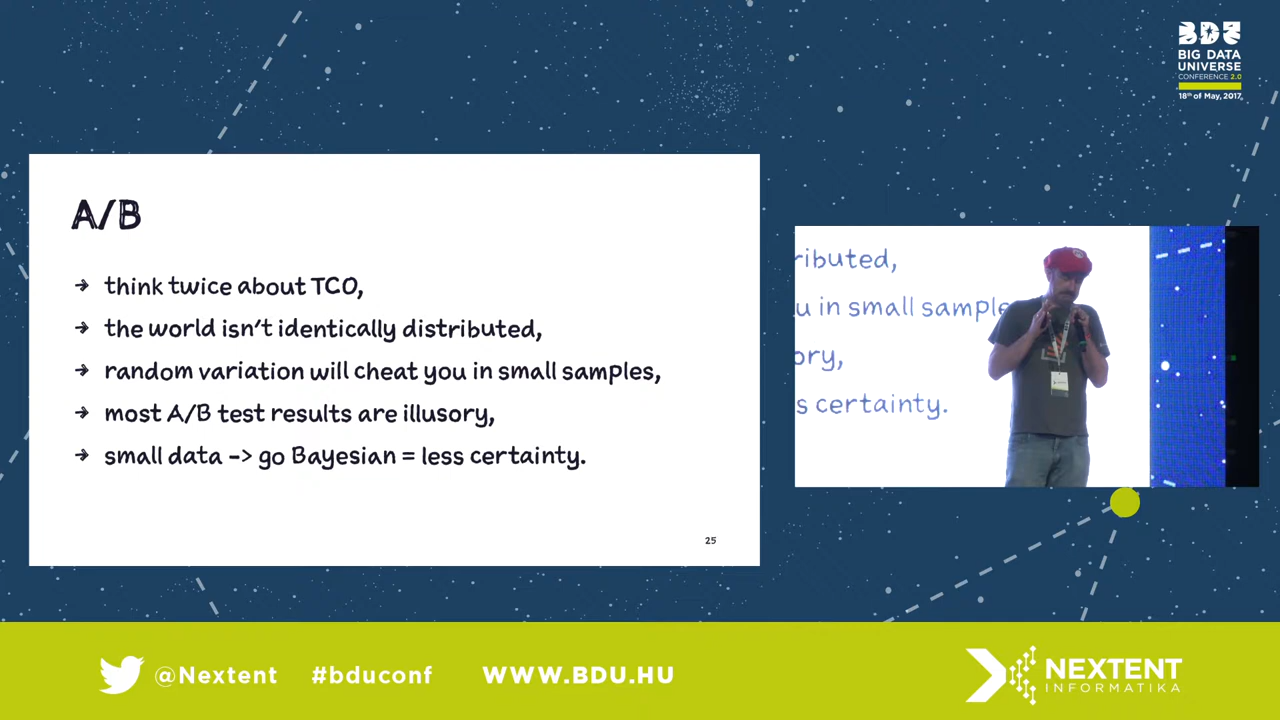 BDU
BIG DATA
UNIVERSE
CONFERENCE 2.0
18th of May, 2017
A/B
→ think twice about TCO,
→ the world isn't identically distributed,
→ random variation will cheat you in small samples,
→ most A/B test results are illusory,
→ small data -> go Bayesian = less certainty.
25
ributed,
u in small sample
ory,
s certainty.
@Nextent #bduconf WWW.BDU.HU
NEXTENT
INFORMATIKA